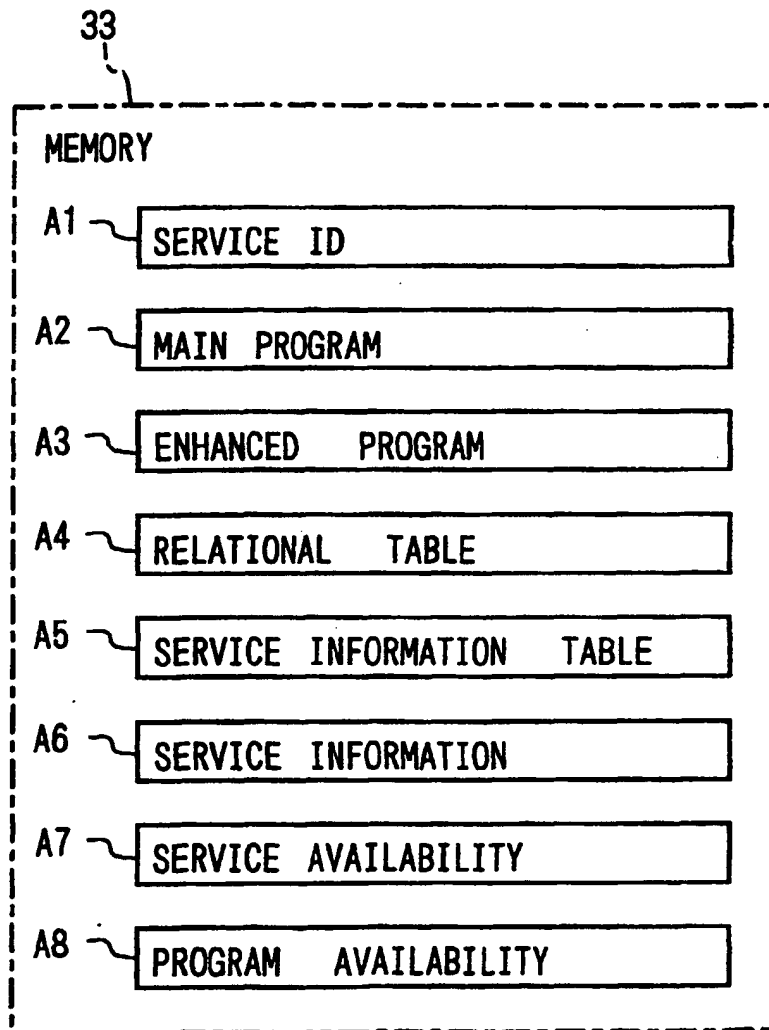 33
MEMORY
A1 SERVICE ID
A2 MAIN PROGRAM
A3 ENHANCED PROGRAM
A4 RELATIONAL TABLE
A5 SERVICE INFORMATION TABLE
A6 SERVICE INFORMATION
A7 SERVICE AVAILABILITY
A8 PROGRAM AVAILABILITY